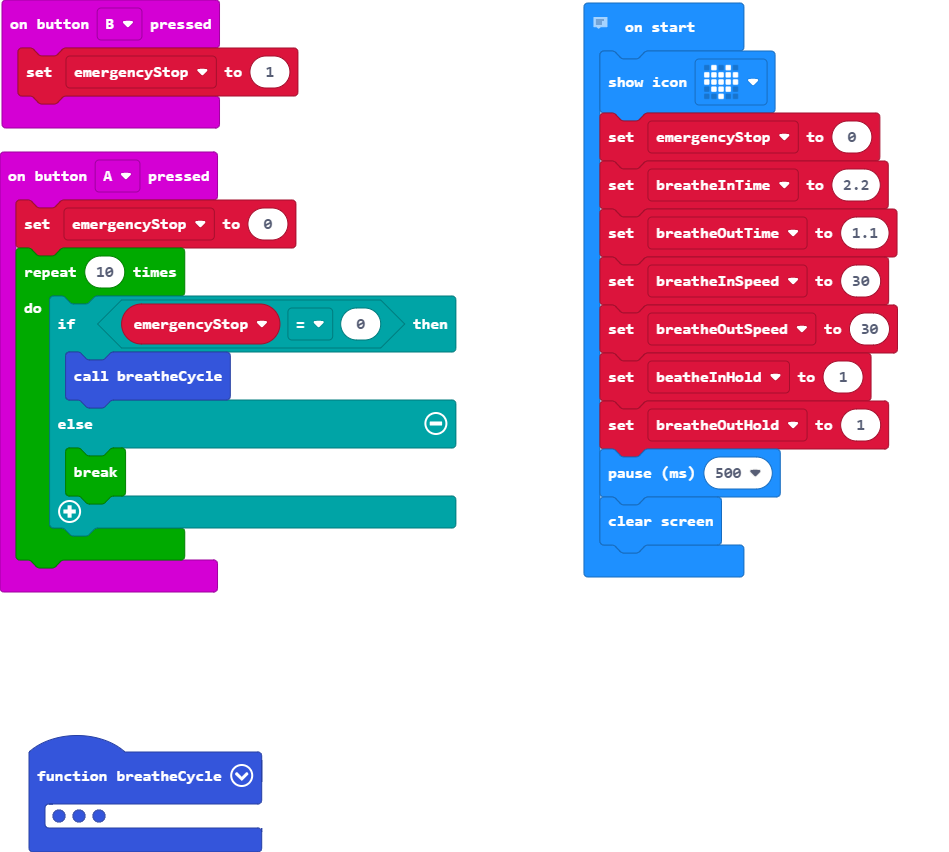 on button B pressed
set emergencyStop to 1
on button A pressed
set emergencyStop to 0
repeat 10 times
do
if emergencyStop = 0 then
call breatheCycle
else
break
function breatheCycle
on start
show icon
set emergencyStop to 0
set breatheInTime to 2.2
set breatheOutTime to 1.1
set breatheInSpeed to 30
set breatheOutSpeed to 30
set beatheInHold to 1
set breatheOutHold to 1
pause (ms) 500
clear screen